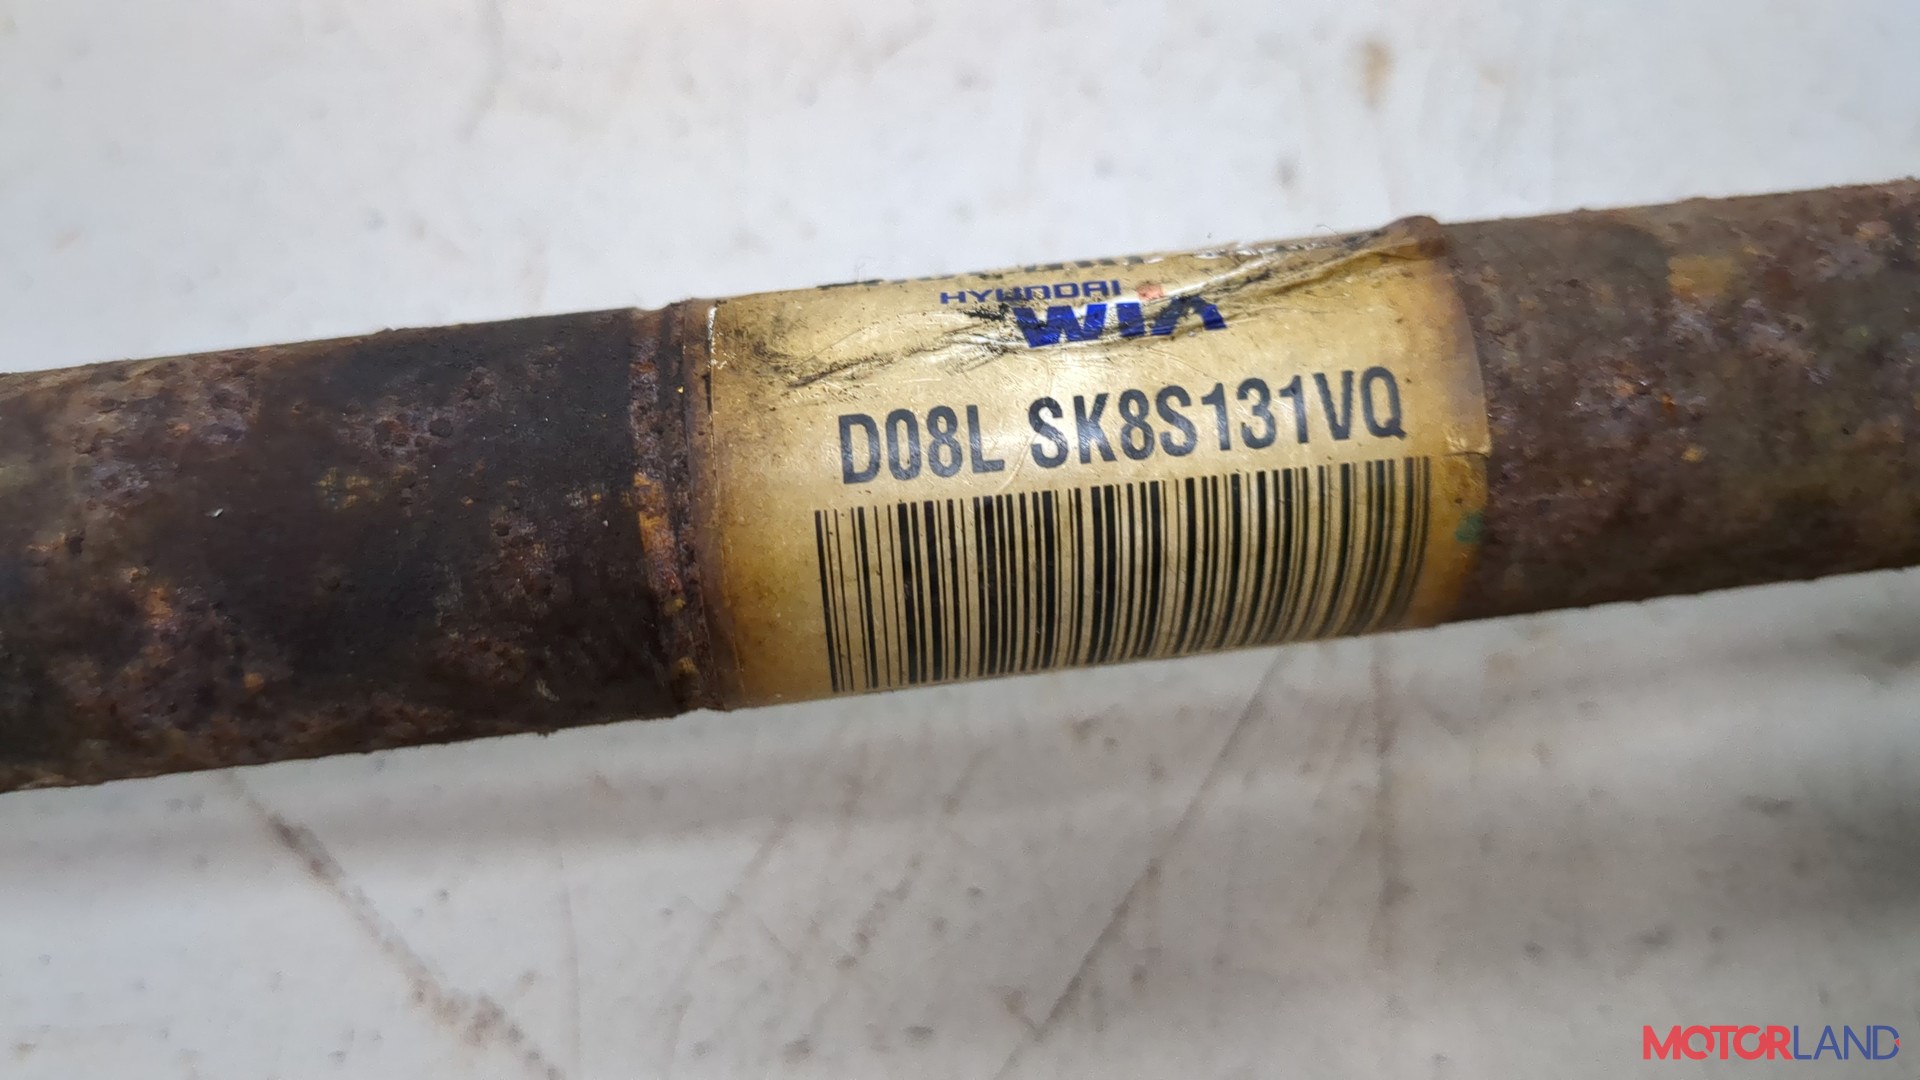 HYUNDAI
WIA
D08L SK8S131VQ
MOTORLAND